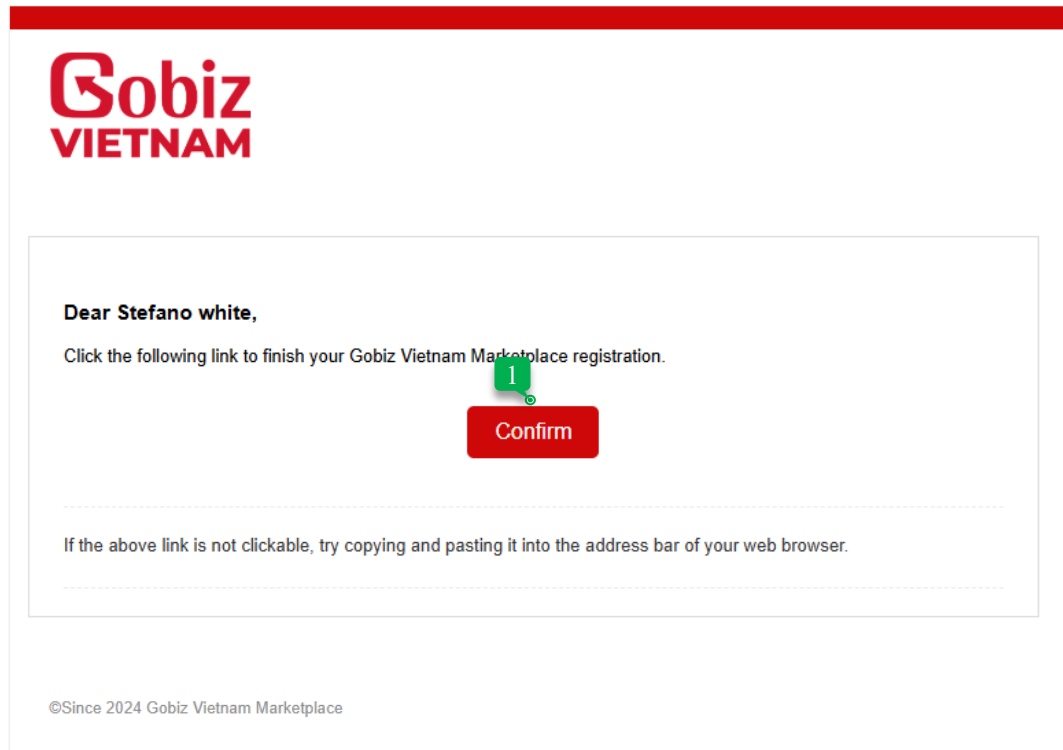 Gobiz
VIETNAM
Dear Stefano white,
Click the following link to finish your Gobiz Vietnam Marketplace registration.
1
Confirm
If the above link is not clickable, try copying and pasting it into the address bar of your web browser.
©Since 2024 Gobiz Vietnam Marketplace